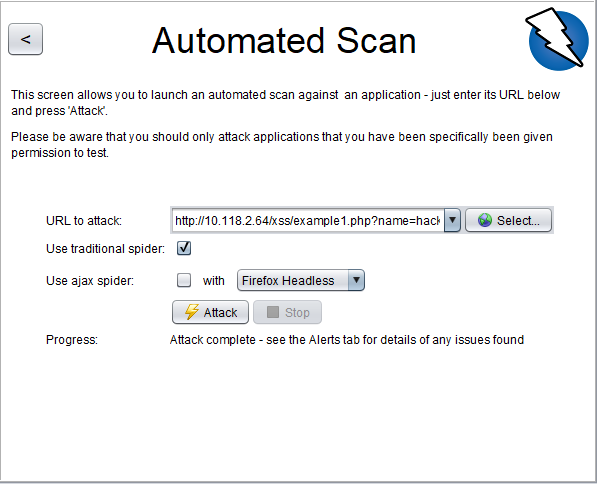 <
Automated Scan
This screen allows you to launch an automated scan against an application - just enter its URL below
and press 'Attack'.
Please be aware that you should only attack applications that you have been specifically been given
permission to test.
URL to attack: http://10.118.2.64/xss/example1.php?name=hack Select...
Use traditional spider:
Use ajax spider: with Firefox Headless
Attack Stop
Progress: Attack complete - see the Alerts tab for details of any issues found